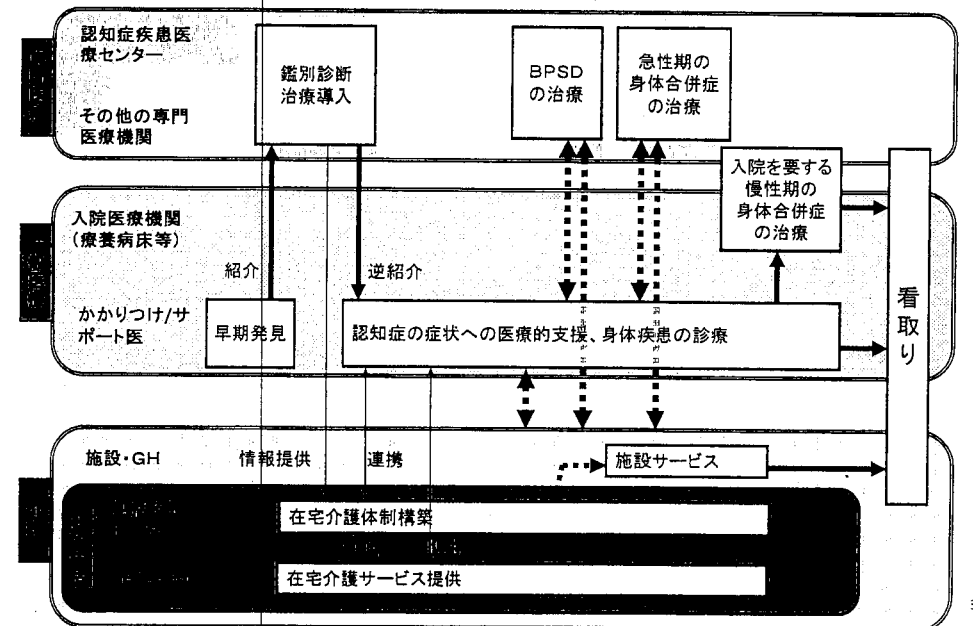 認知症疾患医
療センター
その他の専門
医療機関
鑑別診断
治療導入
BPSD
の治療
急性期の
身体合併症
の治療
入院を要する
慢性期の
身体合併症
の治療
入院医療機関
(療養病床等)
紹介
逆紹介
かかりつけ/サ
ポート医
早期発見
認知症の症状への医療的支援、身体疾患の診療
看取り
施設・GH
情報提供
連携
施設サービス
在宅介護体制構築
在宅介護サービス提供